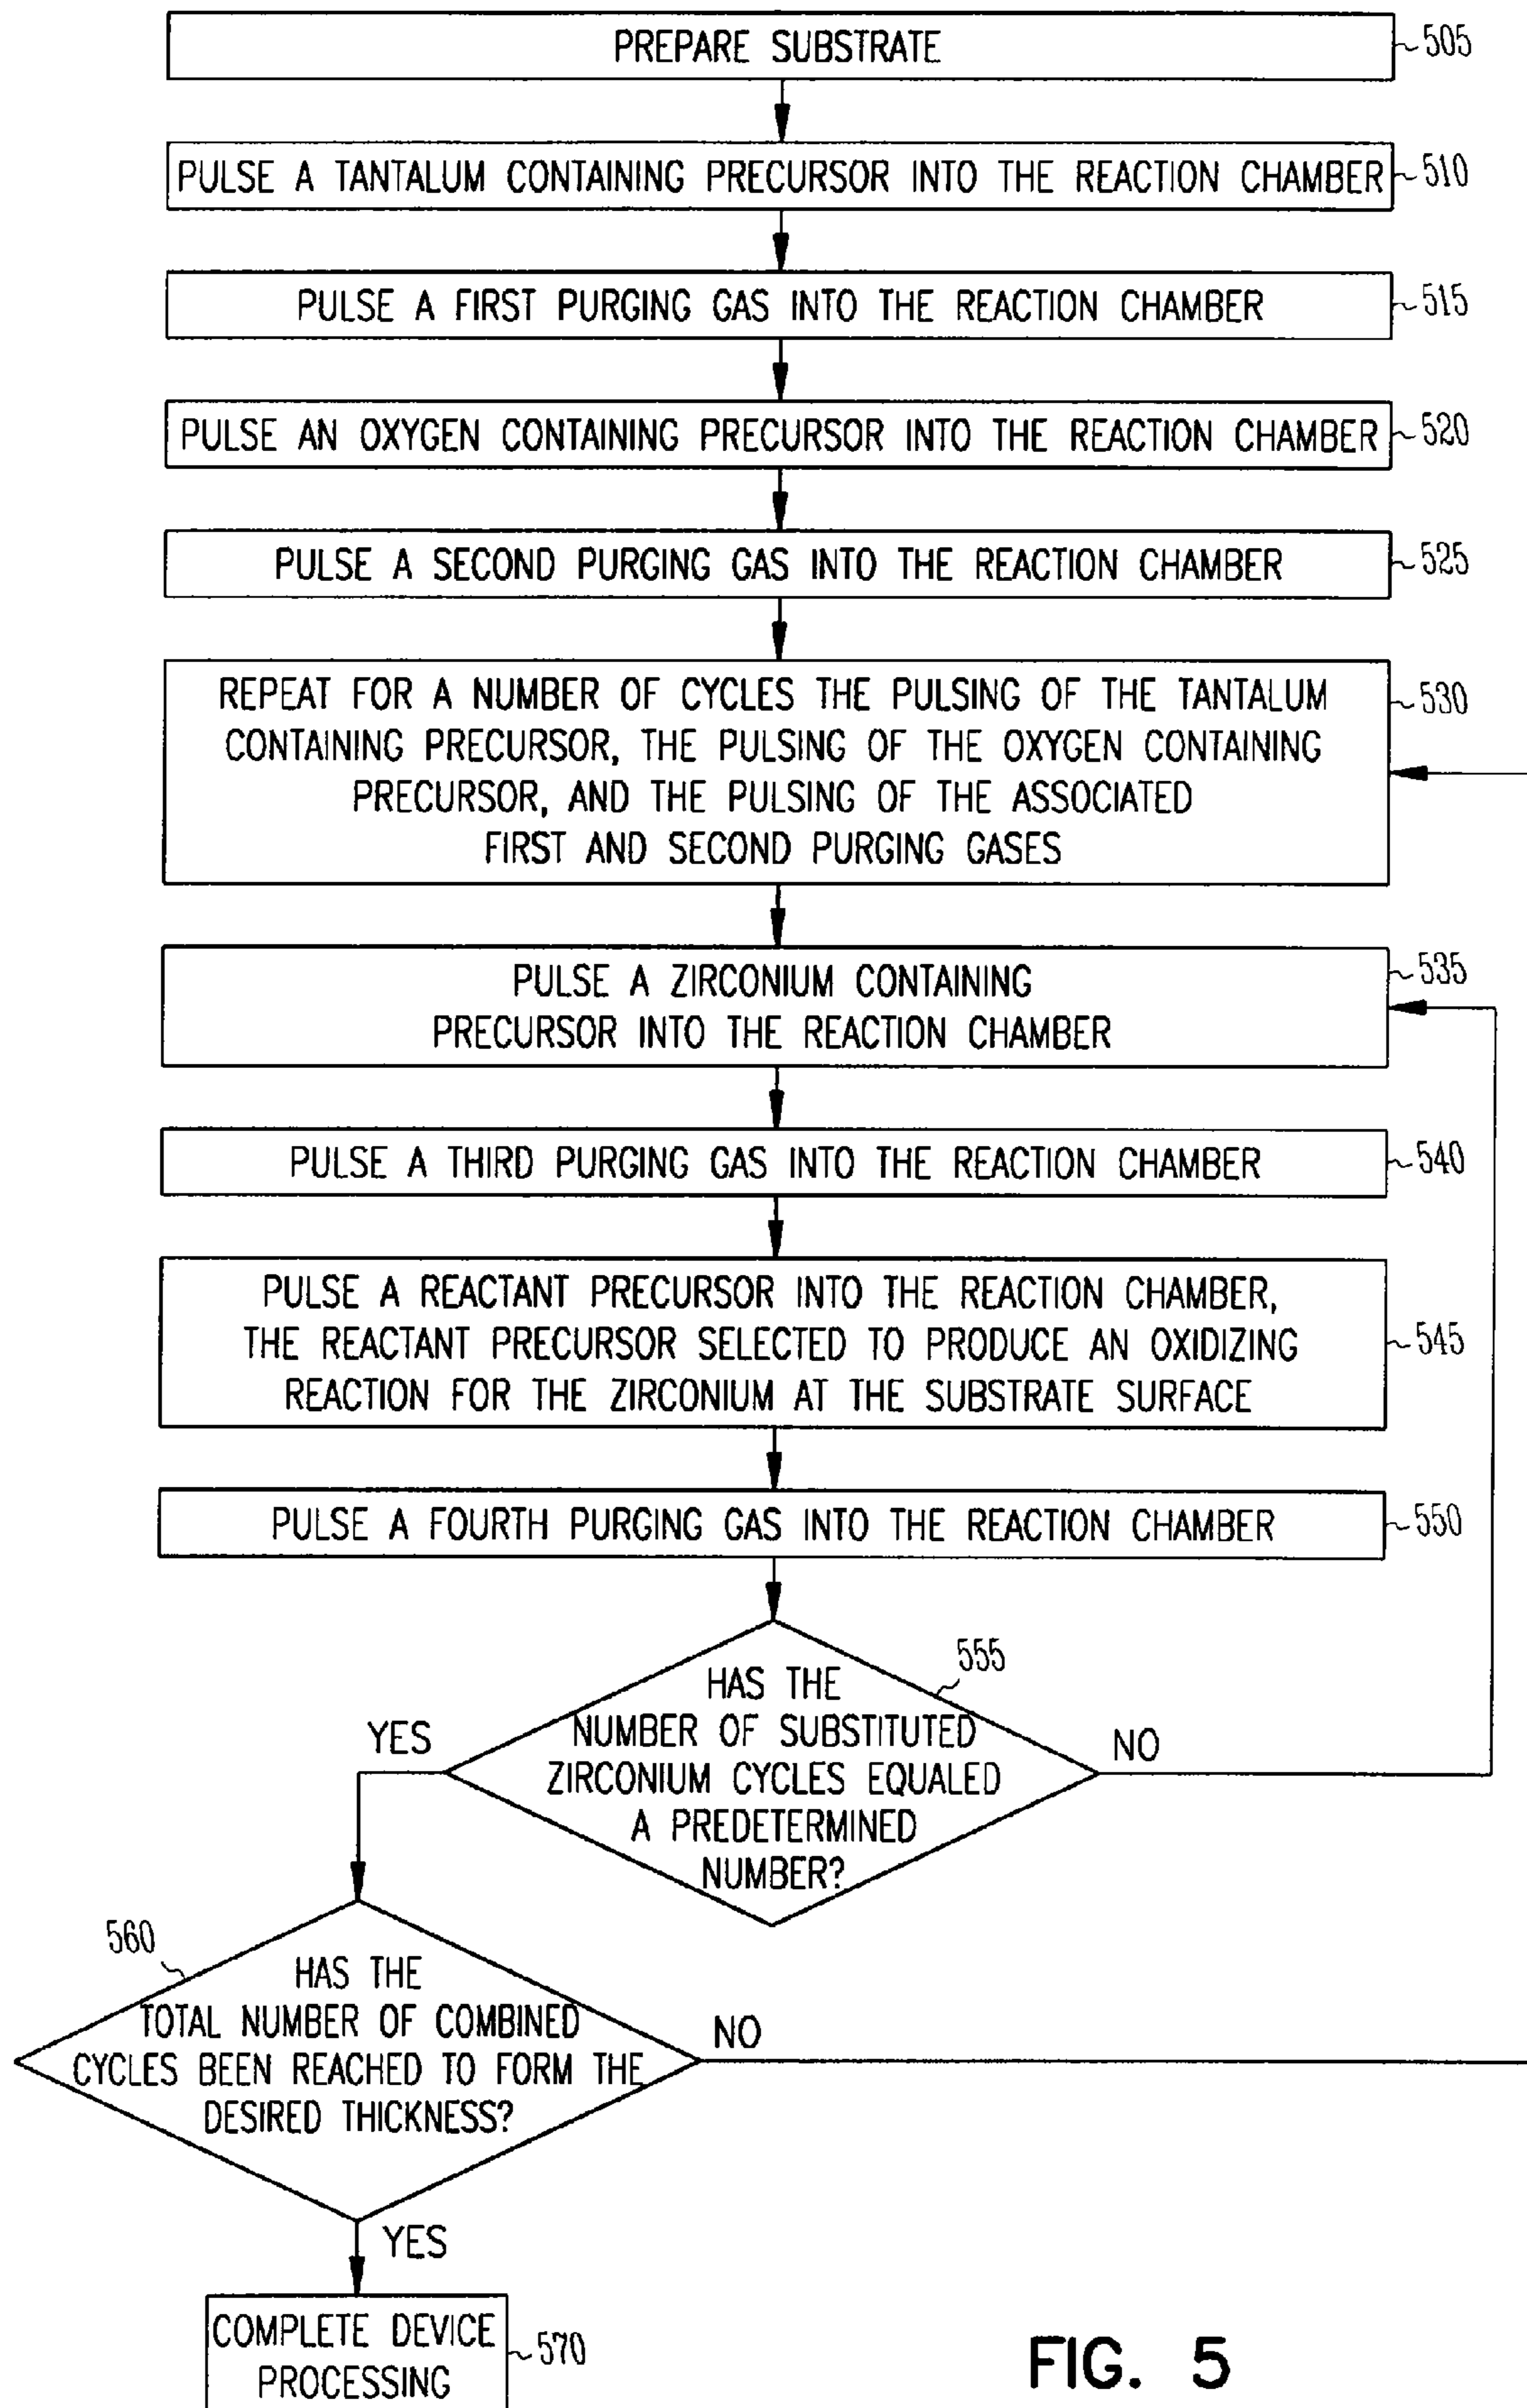 PREPARE SUBSTRATE
505
PULSE A TANTALUM CONTAINING PRECURSOR INTO THE REACTION CHAMBER
510
PULSE A FIRST PURGING GAS INTO THE REACTION CHAMBER
515
PULSE AN OXYGEN CONTAINING PRECURSOR INTO THE REACTION CHAMBER
520
PULSE A SECOND PURGING GAS INTO THE REACTION CHAMBER
525
REPEAT FOR A NUMBER OF CYCLES THE PULSING OF THE TANTALUM
CONTAINING PRECURSOR, THE PULSING OF THE OXYGEN CONTAINING
PRECURSOR, AND THE PULSING OF THE ASSOCIATED
FIRST AND SECOND PURGING GASES
530
PULSE A ZIRCONIUM CONTAINING
PRECURSOR INTO THE REACTION CHAMBER
535
PULSE A THIRD PURGING GAS INTO THE REACTION CHAMBER
540
PULSE A REACTANT PRECURSOR INTO THE REACTION CHAMBER,
THE REACTANT PRECURSOR SELECTED TO PRODUCE AN OXIDIZING
REACTION FOR THE ZIRCONIUM AT THE SUBSTRATE SURFACE
545
PULSE A FOURTH PURGING GAS INTO THE REACTION CHAMBER
550
HAS THE
NUMBER OF SUBSTITUTED
ZIRCONIUM CYCLES EQUALED
A PREDETERMINED
NUMBER?
555
YES
NO
560
HAS THE
TOTAL NUMBER OF COMBINED
CYCLES BEEN REACHED TO FORM THE
DESIRED THICKNESS?
NO
YES
COMPLETE DEVICE
PROCESSING
570
FIG. 5